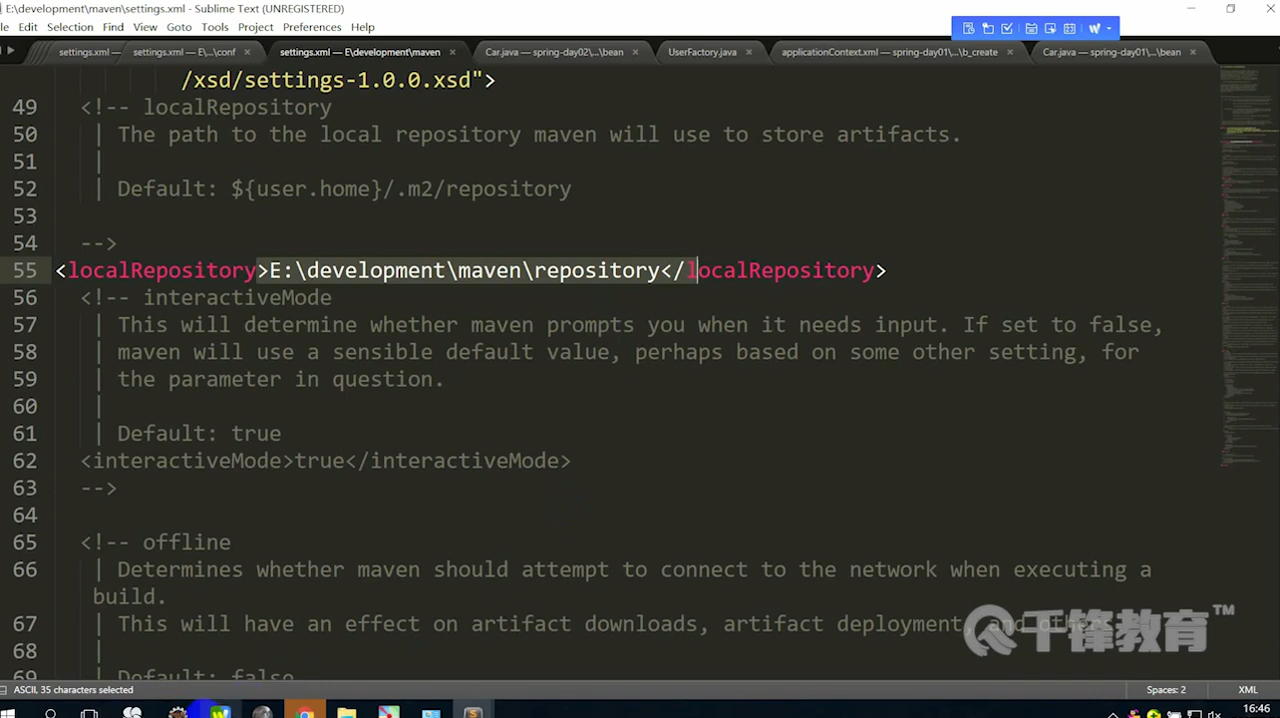 E:\development\maven\settings.xml - Sublime Text (UNREGISTERED)
le Edit Selection Find View Goto Tools Project Preferences Help
settings.xml — settings.xml — E\...\conf settings.xml — E\development\maven Car.java — spring-day02\...\bean UserFactory.java applicationContext.xml — spring-day01\...\b_create Car.java — spring-day01\...\bean
/xsd/settings-1.0.0.xsd">
49 <!-- localRepository
50 | The path to the local repository maven will use to store artifacts.
51 |
52 | Default: ${user.home}/.m2/repository
53
54 -->
55 <localRepository>E:\development\maven\repository</localRepository>
56 <!-- interactiveMode
57 | This will determine whether maven prompts you when it needs input. If set to false,
58 | maven will use a sensible default value, perhaps based on some other setting, for
59 | the parameter in question.
60 |
61 | Default: true
62 <interactiveMode>true</interactiveMode>
63 -->
64
65 <!-- offline
66 | Determines whether maven should attempt to connect to the network when executing a
build.
67 | This will have an effect on artifact downloads, artifact deployment, and others.
68 |
69 | Default: false
千锋教育™
ASCII, 35 characters selected Spaces: 2 XML
16:46